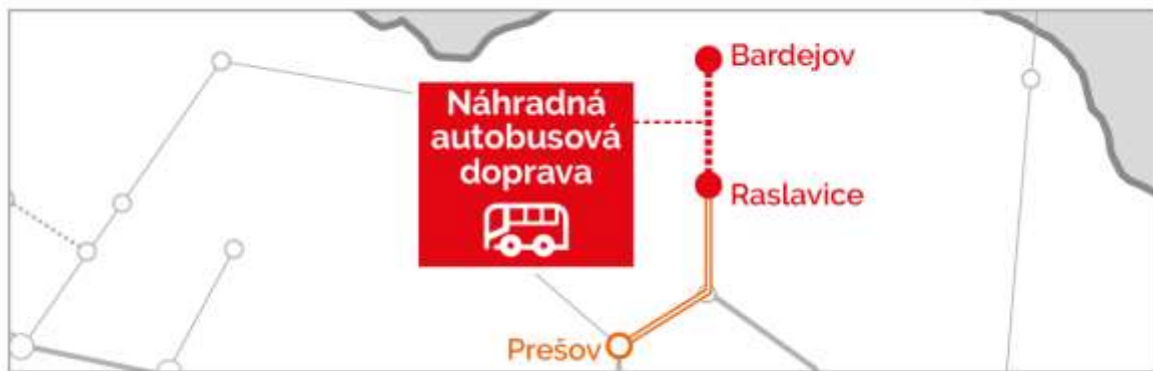 Bardejov
Náhradná
autobusová
doprava
Raslavice
Prešov